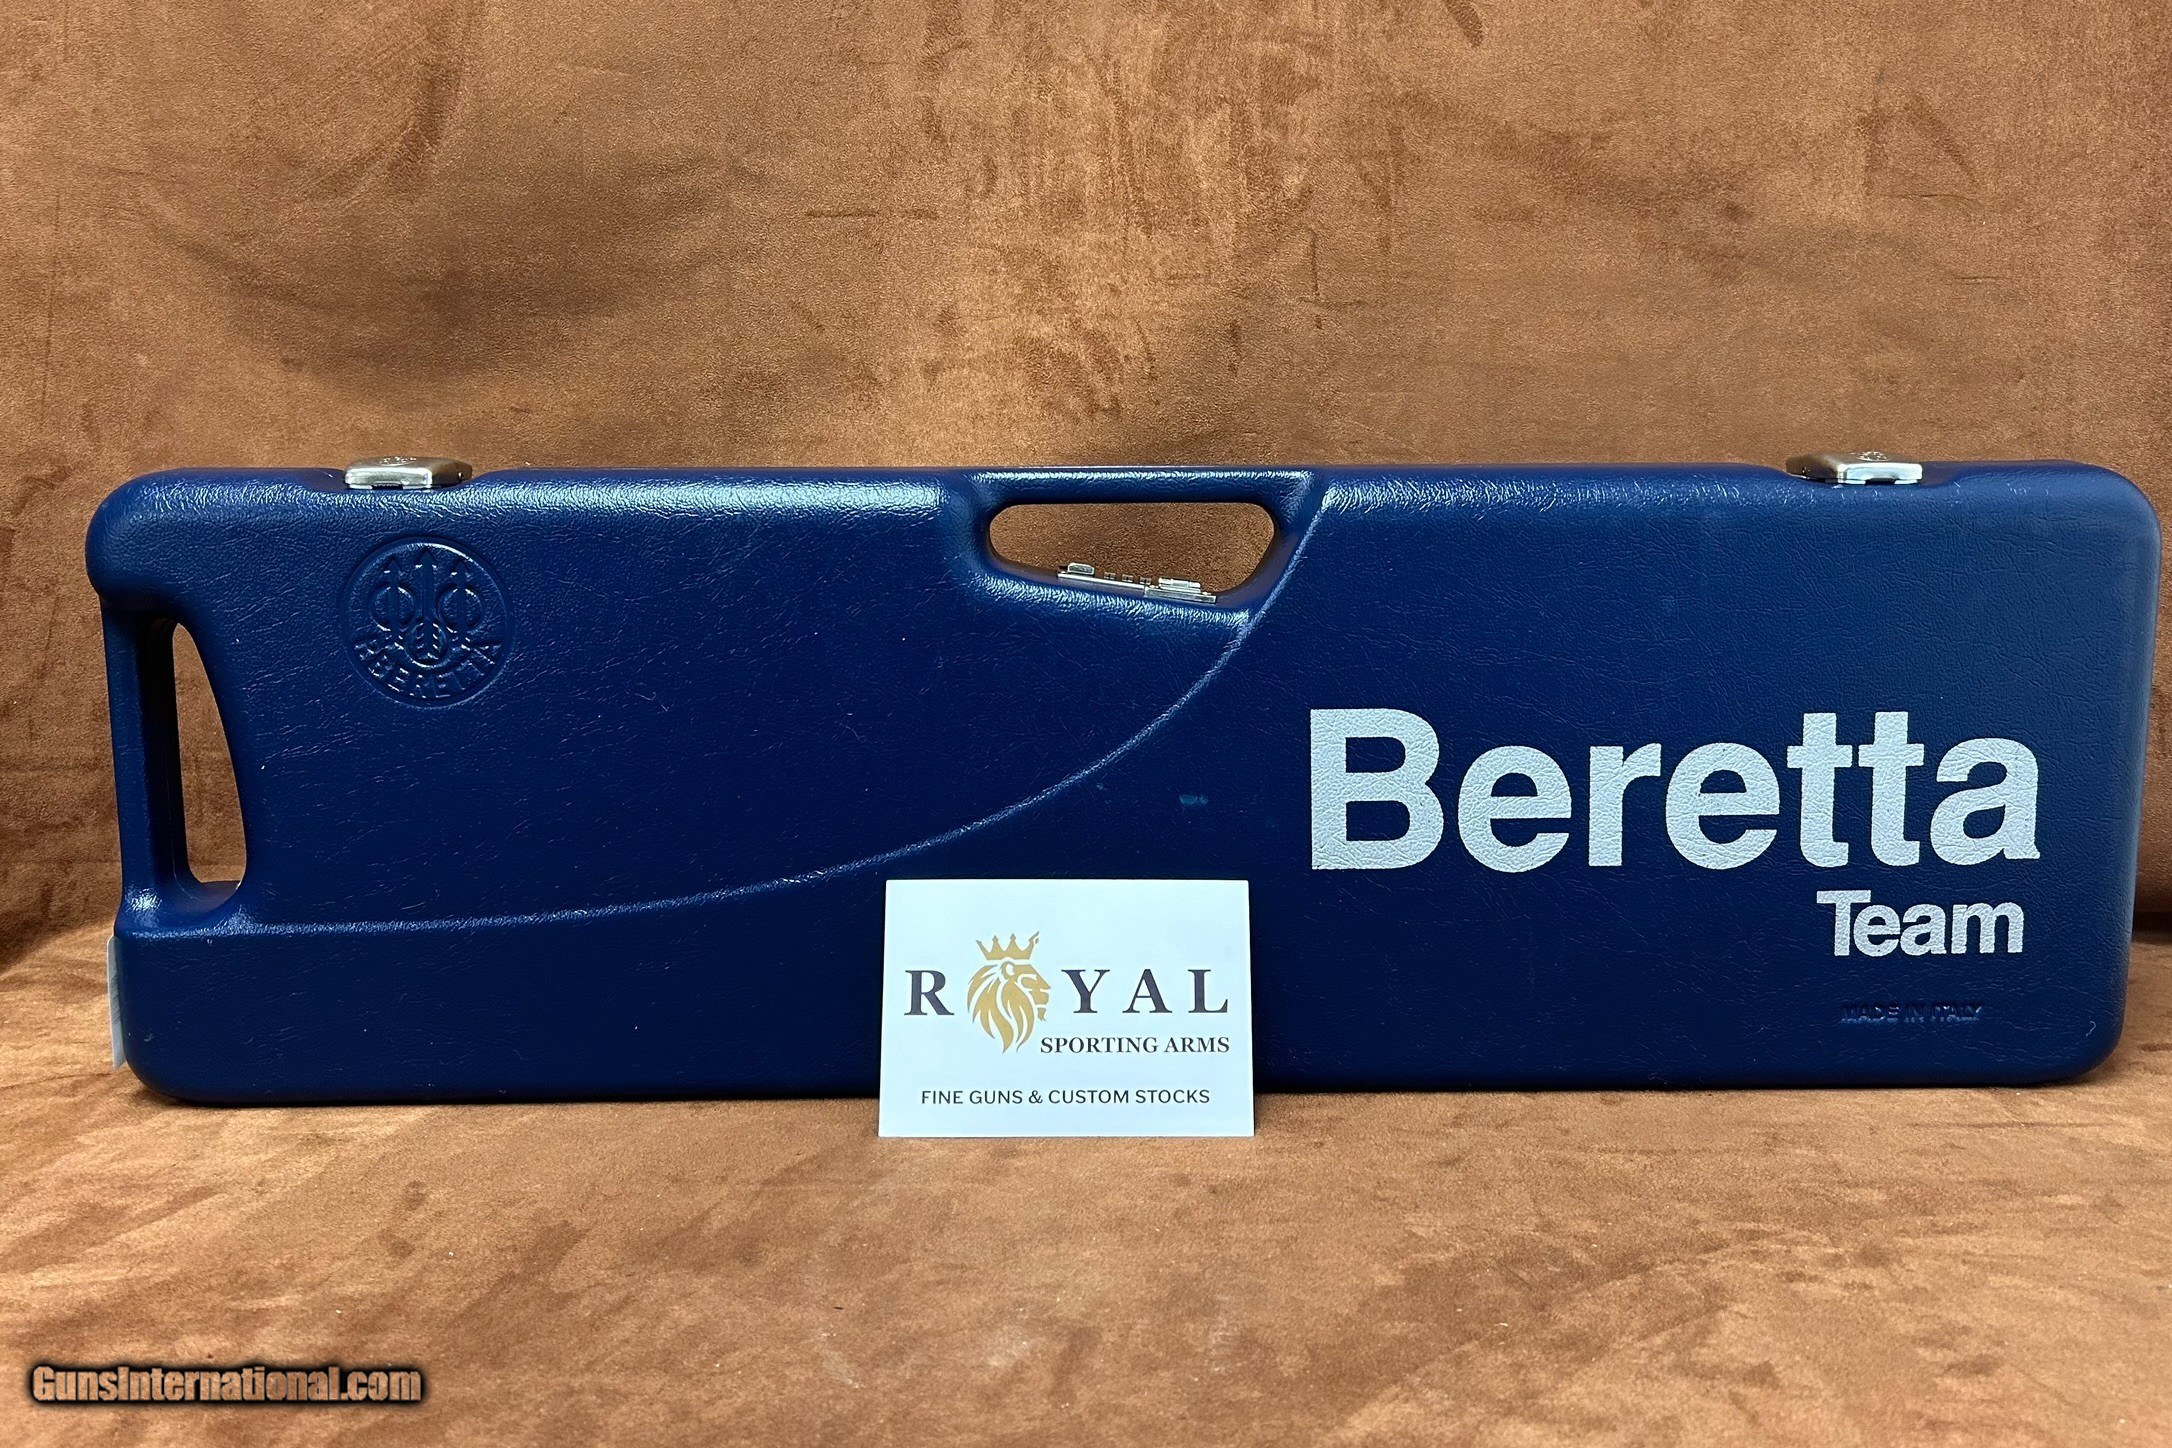 P. BERETTA
Beretta
Team
MADE IN ITALY
ROYAL
SPORTING ARMS
FINE GUNS & CUSTOM STOCKS
GunsInternational.com